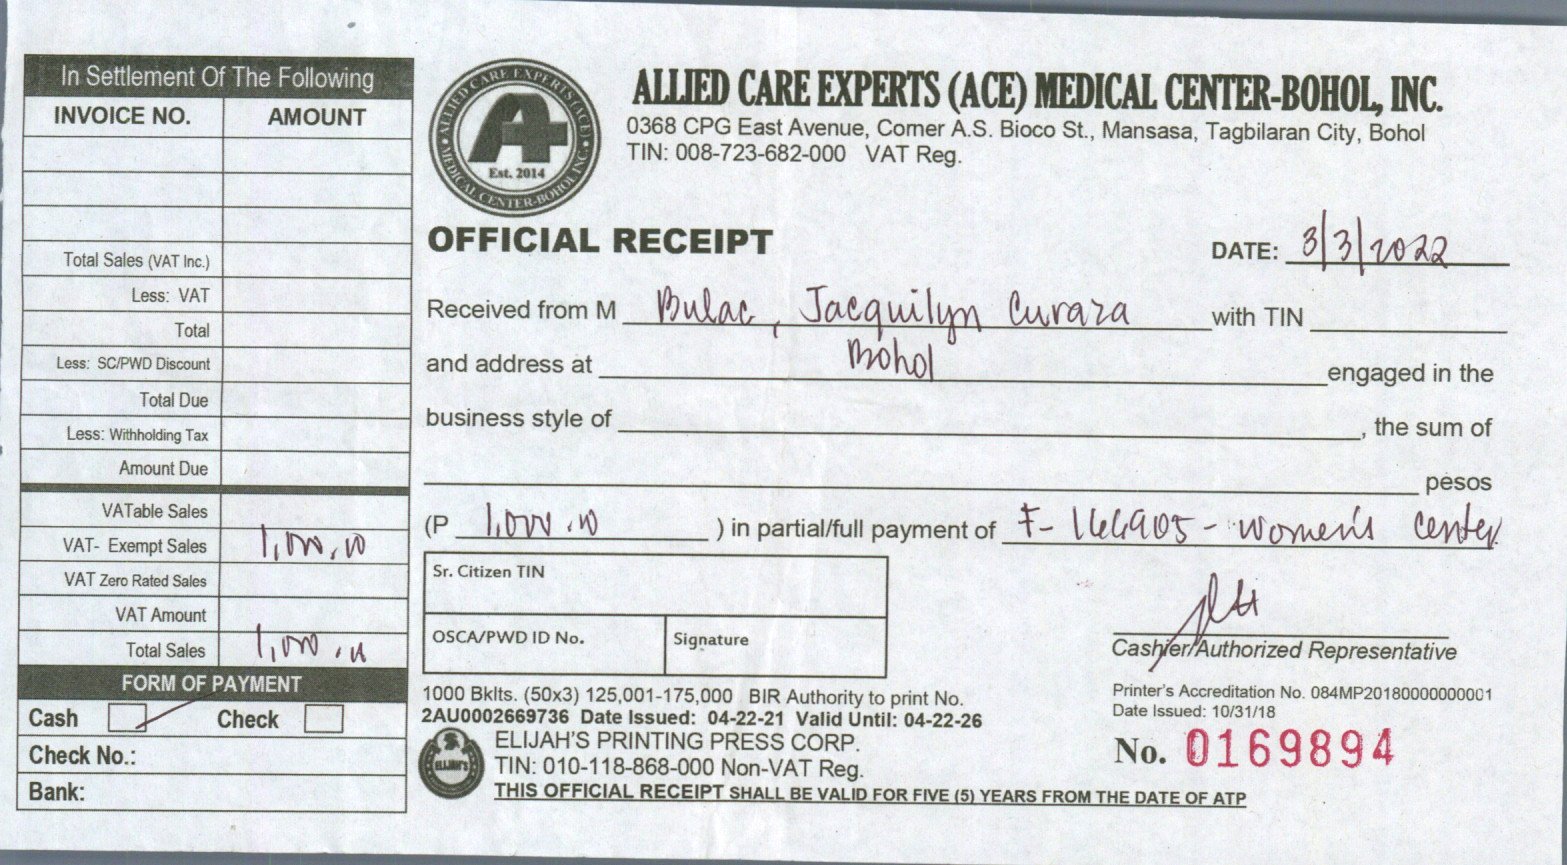 In Settlement Of The Following
INVOICE NO. AMOUNT
Total Sales (VAT Inc.)
Less: VAT
Total
Less: SC/PWD Discount
Total Due
Less: Withholding Tax
Amount Due
VATable Sales
VAT- Exempt Sales 1,000.00
VAT Zero Rated Sales
VAT Amount
Total Sales 1,000.00
FORM OF PAYMENT
Cash Check
Check No.:
Bank:
ALLIED CARE EXPERTS (ACE) MEDICAL CENTER-BOHOL INC.
A+
Est. 2014
ALLIED CARE EXPERTS (ACE) MEDICAL CENTER-BOHOL, INC.
0368 CPG East Avenue, Corner A.S. Bioco St., Mansasa, Tagbilaran City, Bohol
TIN: 008-723-682-000 VAT Reg.
OFFICIAL RECEIPT
DATE: 3/3/2022
Received from M Bulac, Jacquilyn Curaza with TIN
and address at Bohol engaged in the
business style of , the sum of
pesos
(P 1,000.00 ) in partial/full payment of F-166905 - Women's Center
Sr. Citizen TIN
OSCA/PWD ID No. Signature
Cashier/Authorized Representative
1000 Bklts. (50x3) 125,001-175,000 BIR Authority to print No.
2AU0002669736 Date Issued: 04-22-21 Valid Until: 04-22-26
ELIJAH'S
ELIJAH'S PRINTING PRESS CORP.
TIN: 010-118-868-000 Non-VAT Reg.
THIS OFFICIAL RECEIPT SHALL BE VALID FOR FIVE (5) YEARS FROM THE DATE OF ATP
Printer's Accreditation No. 084MP20180000000001
Date Issued: 10/31/18
No. 0169894